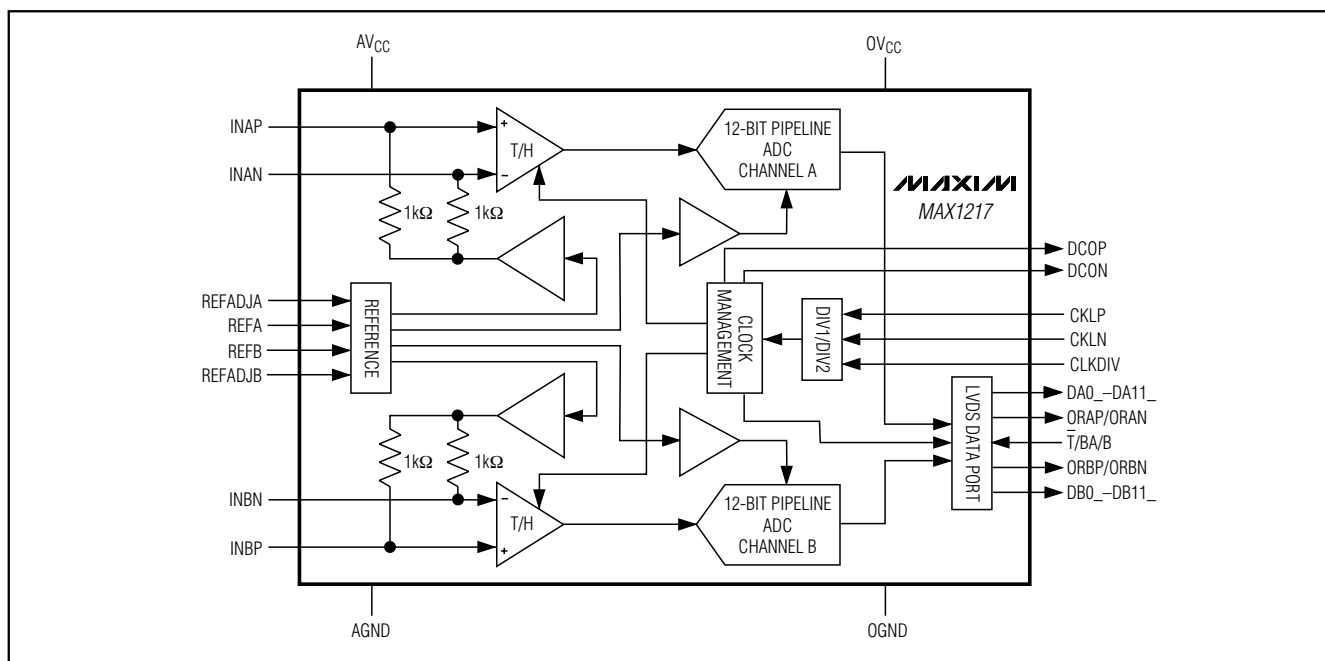 AVCC
OVCC
INAP
INAN
+
T/H
−
1kΩ
1kΩ
12-BIT PIPELINE
ADC
CHANNEL A
MAXIM
MAX1217
DCOP
DCON
REFADJA
REFA
REFB
REFADJB
REFERENCE
CLOCK
MANAGEMENT
DIV1/DIV2
CKLP
CKLN
CLKDIV
LVDS DATA PORT
DA0_–DA11_
ORAP/ORAN
T̅/BA/B
ORBP/ORBN
DB0_–DB11_
1kΩ
1kΩ
INBN
INBP
−
T/H
+
12-BIT PIPELINE
ADC
CHANNEL B
AGND
OGND